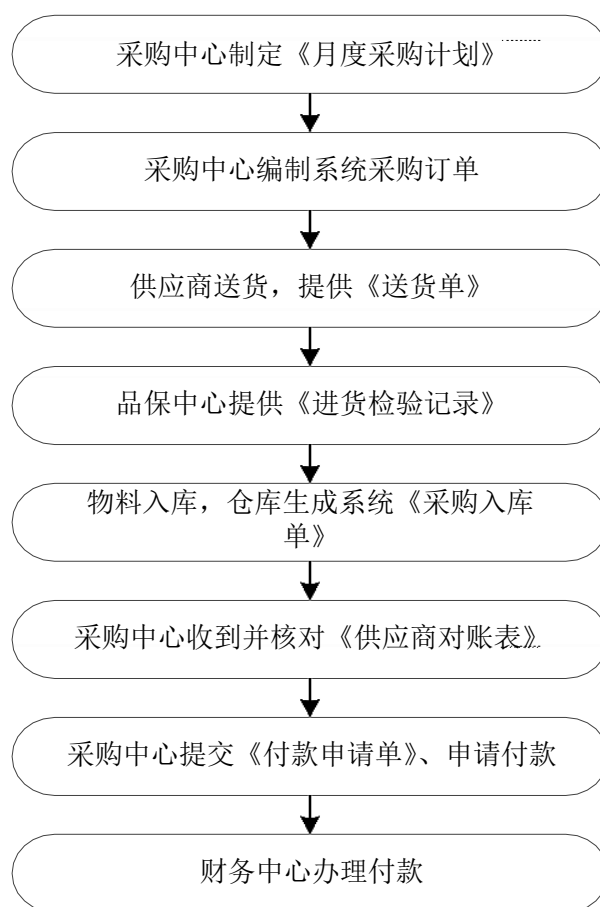 采购中心制定《月度采购计划》
采购中心编制系统采购订单
供应商送货，提供《送货单》
品保中心提供《进货检验记录》
物料入库，仓库生成系统《采购入库
单》
采购中心收到并核对《供应商对账表》
采购中心提交《付款申请单》、申请付款
财务中心办理付款